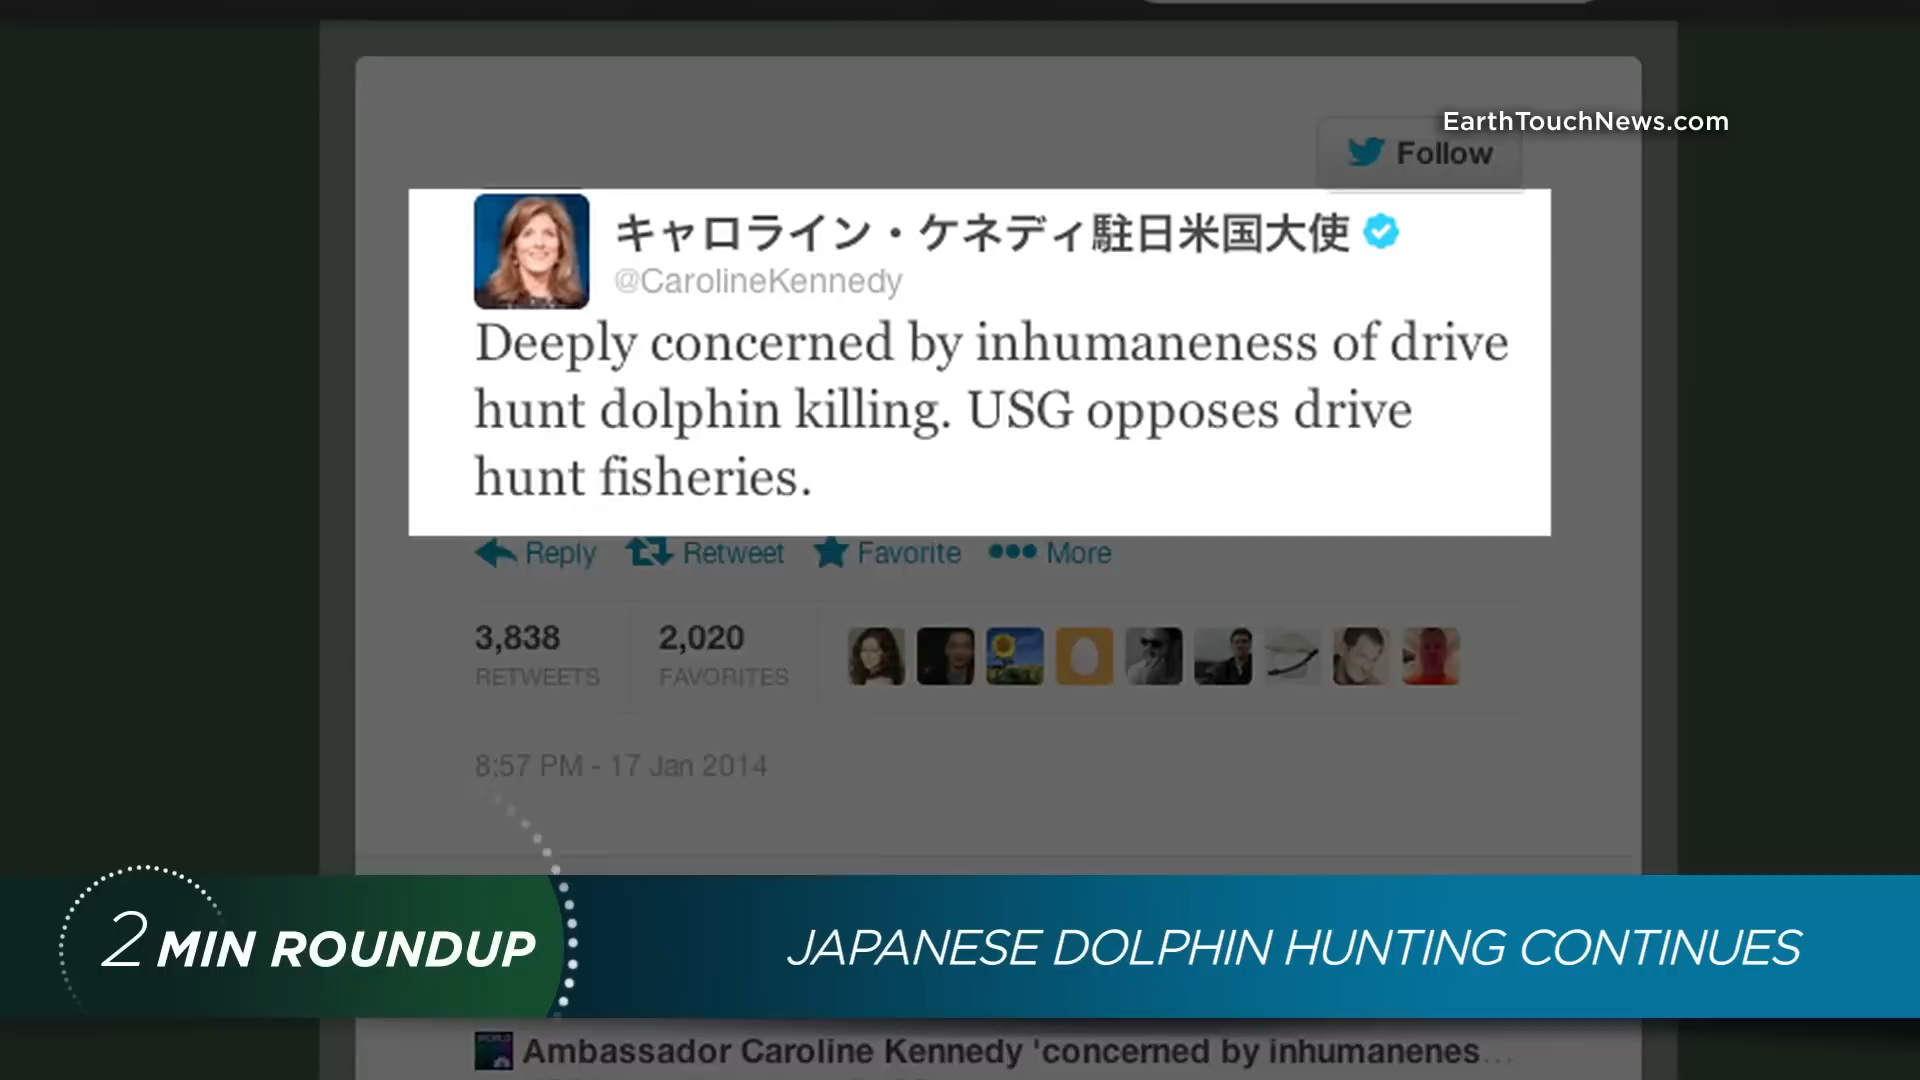 EarthTouchNews.com
Follow
キャロライン・ケネディ駐日米国大使
@CarolineKennedy
Deeply concerned by inhumaneness of drive
hunt dolphin killing. USG opposes drive
hunt fisheries.
Reply Retweet Favorite More
3,838 2,020
RETWEETS FAVORITES
8:57 PM - 17 Jan 2014
2 MIN ROUNDUP
JAPANESE DOLPHIN HUNTING CONTINUES
Ambassador Caroline Kennedy 'concerned by inhumanenes...